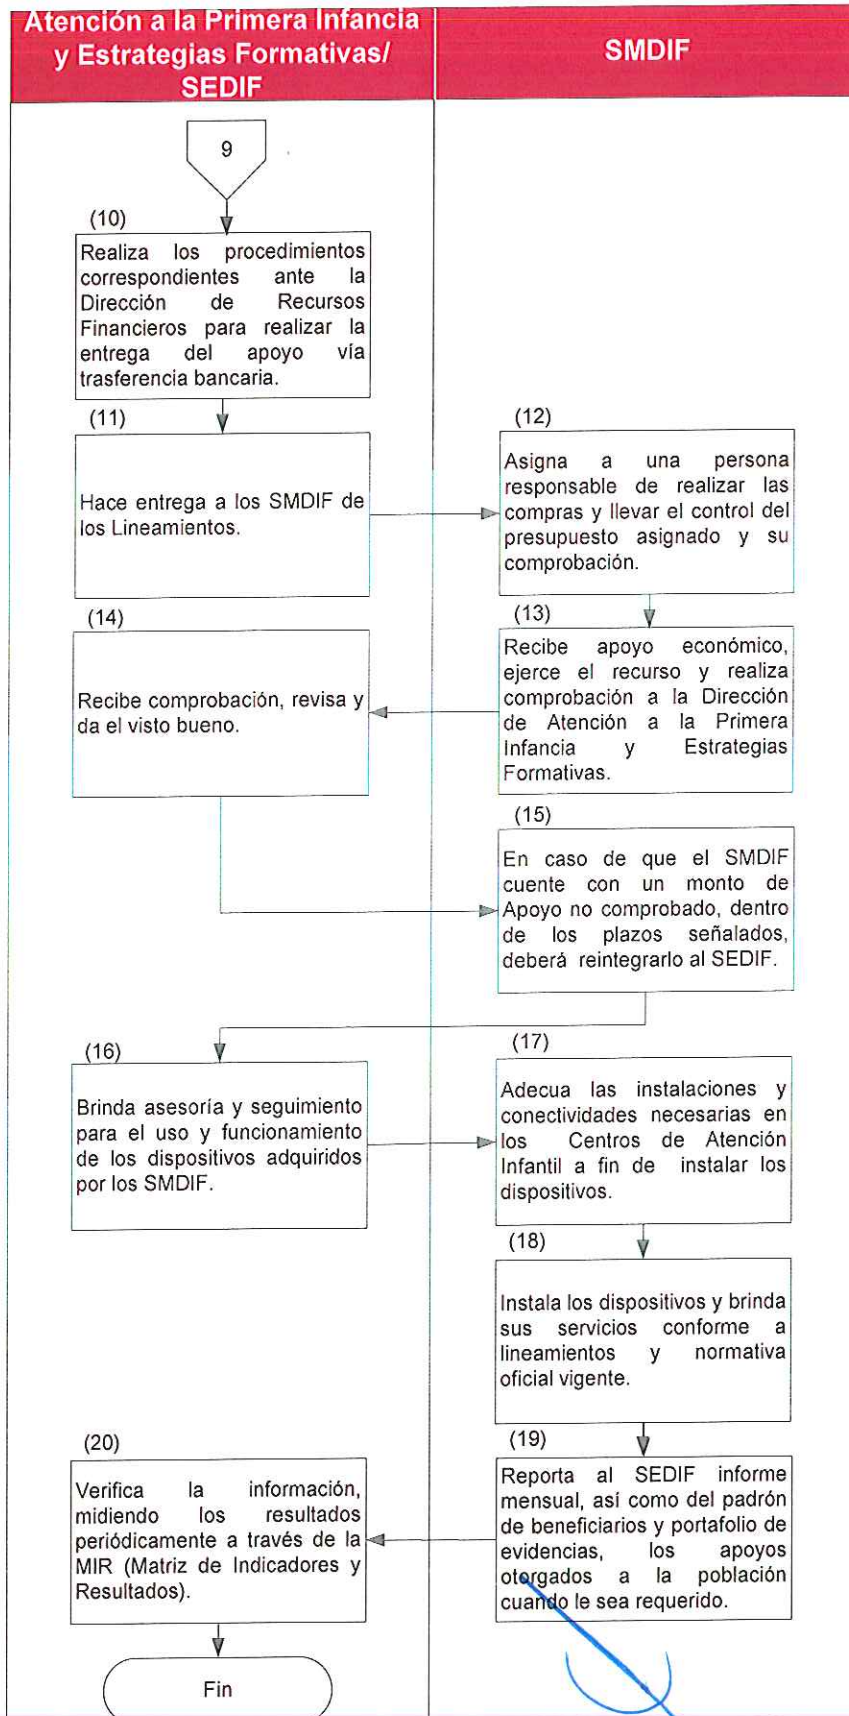 Atención a la Primera Infancia
y Estrategias Formativas/
SEDIF
SMDIF
9
(10)
Realiza los procedimientos
correspondientes ante la
Dirección de Recursos
Financieros para realizar la
entrega del apoyo vía
trasferencia bancaria.
(11)
Hace entrega a los SMDIF de
los Lineamientos.
(12)
Asigna a una persona
responsable de realizar las
compras y llevar el control del
presupuesto asignado y su
comprobación.
(13)
Recibe apoyo económico,
ejerce el recurso y realiza
comprobación a la Dirección
de Atención a la Primera
Infancia y Estrategias
Formativas.
(14)
Recibe comprobación, revisa y
da el visto bueno.
(15)
En caso de que el SMDIF
cuente con un monto de
Apoyo no comprobado, dentro
de los plazos señalados,
deberá reintegrarlo al SEDIF.
(16)
Brinda asesoría y seguimiento
para el uso y funcionamiento
de los dispositivos adquiridos
por los SMDIF.
(17)
Adecua las instalaciones y
conectividades necesarias en
los Centros de Atención
Infantil a fin de instalar los
dispositivos.
(18)
Instala los dispositivos y brinda
sus servicios conforme a
lineamientos y normativa
oficial vigente.
(19)
Reporta al SEDIF informe
mensual, así como del padrón
de beneficiarios y portafolio de
evidencias, los apoyos
otorgados a la población
cuando le sea requerido.
(20)
Verifica la información,
midiendo los resultados
periódicamente a través de la
MIR (Matriz de Indicadores y
Resultados).
Fin